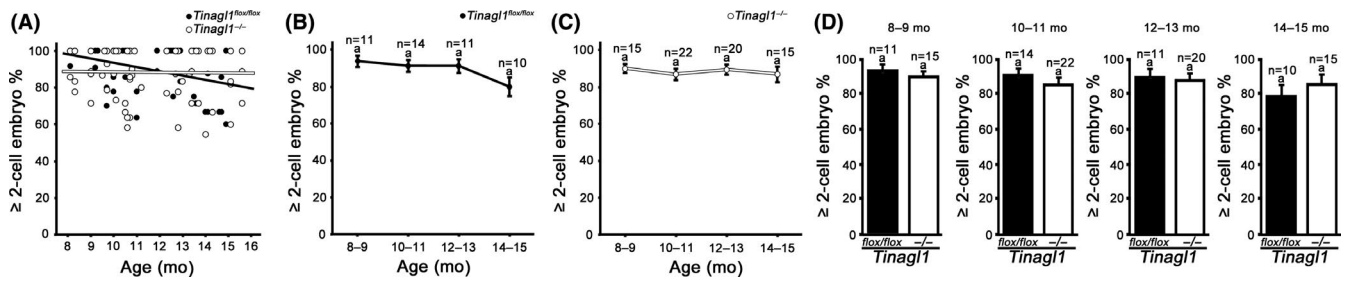 (A)
Tinagl1flox/flox
Tinagl1–/–
≥ 2-cell embryo %
100
80
60
40
20
0
8 9 10 11 12 13 14 15 16
Age (mo)
(B)
Tinagl1flox/flox
≥ 2-cell embryo %
100
80
60
40
20
0
n=11 n=14 n=11 n=10
a a a a
8–9 10–11 12–13 14–15
Age (mo)
(C)
Tinagl1–/–
≥ 2-cell embryo %
100
80
60
40
20
0
n=15 n=22 n=20 n=15
a a a a
8–9 10–11 12–13 14–15
Age (mo)
(D)
8–9 mo
≥ 2-cell embryo %
100
80
60
40
20
0
n=11 n=15
a a
flox/flox –/–
Tinagl1
10–11 mo
≥ 2-cell embryo %
100
80
60
40
20
0
n=14 n=22
a a
flox/flox –/–
Tinagl1
12–13 mo
≥ 2-cell embryo %
100
80
60
40
20
0
n=11 n=20
a a
flox/flox –/–
Tinagl1
14–15 mo
≥ 2-cell embryo %
100
80
60
40
20
0
n=10 n=15
a a
flox/flox –/–
Tinagl1